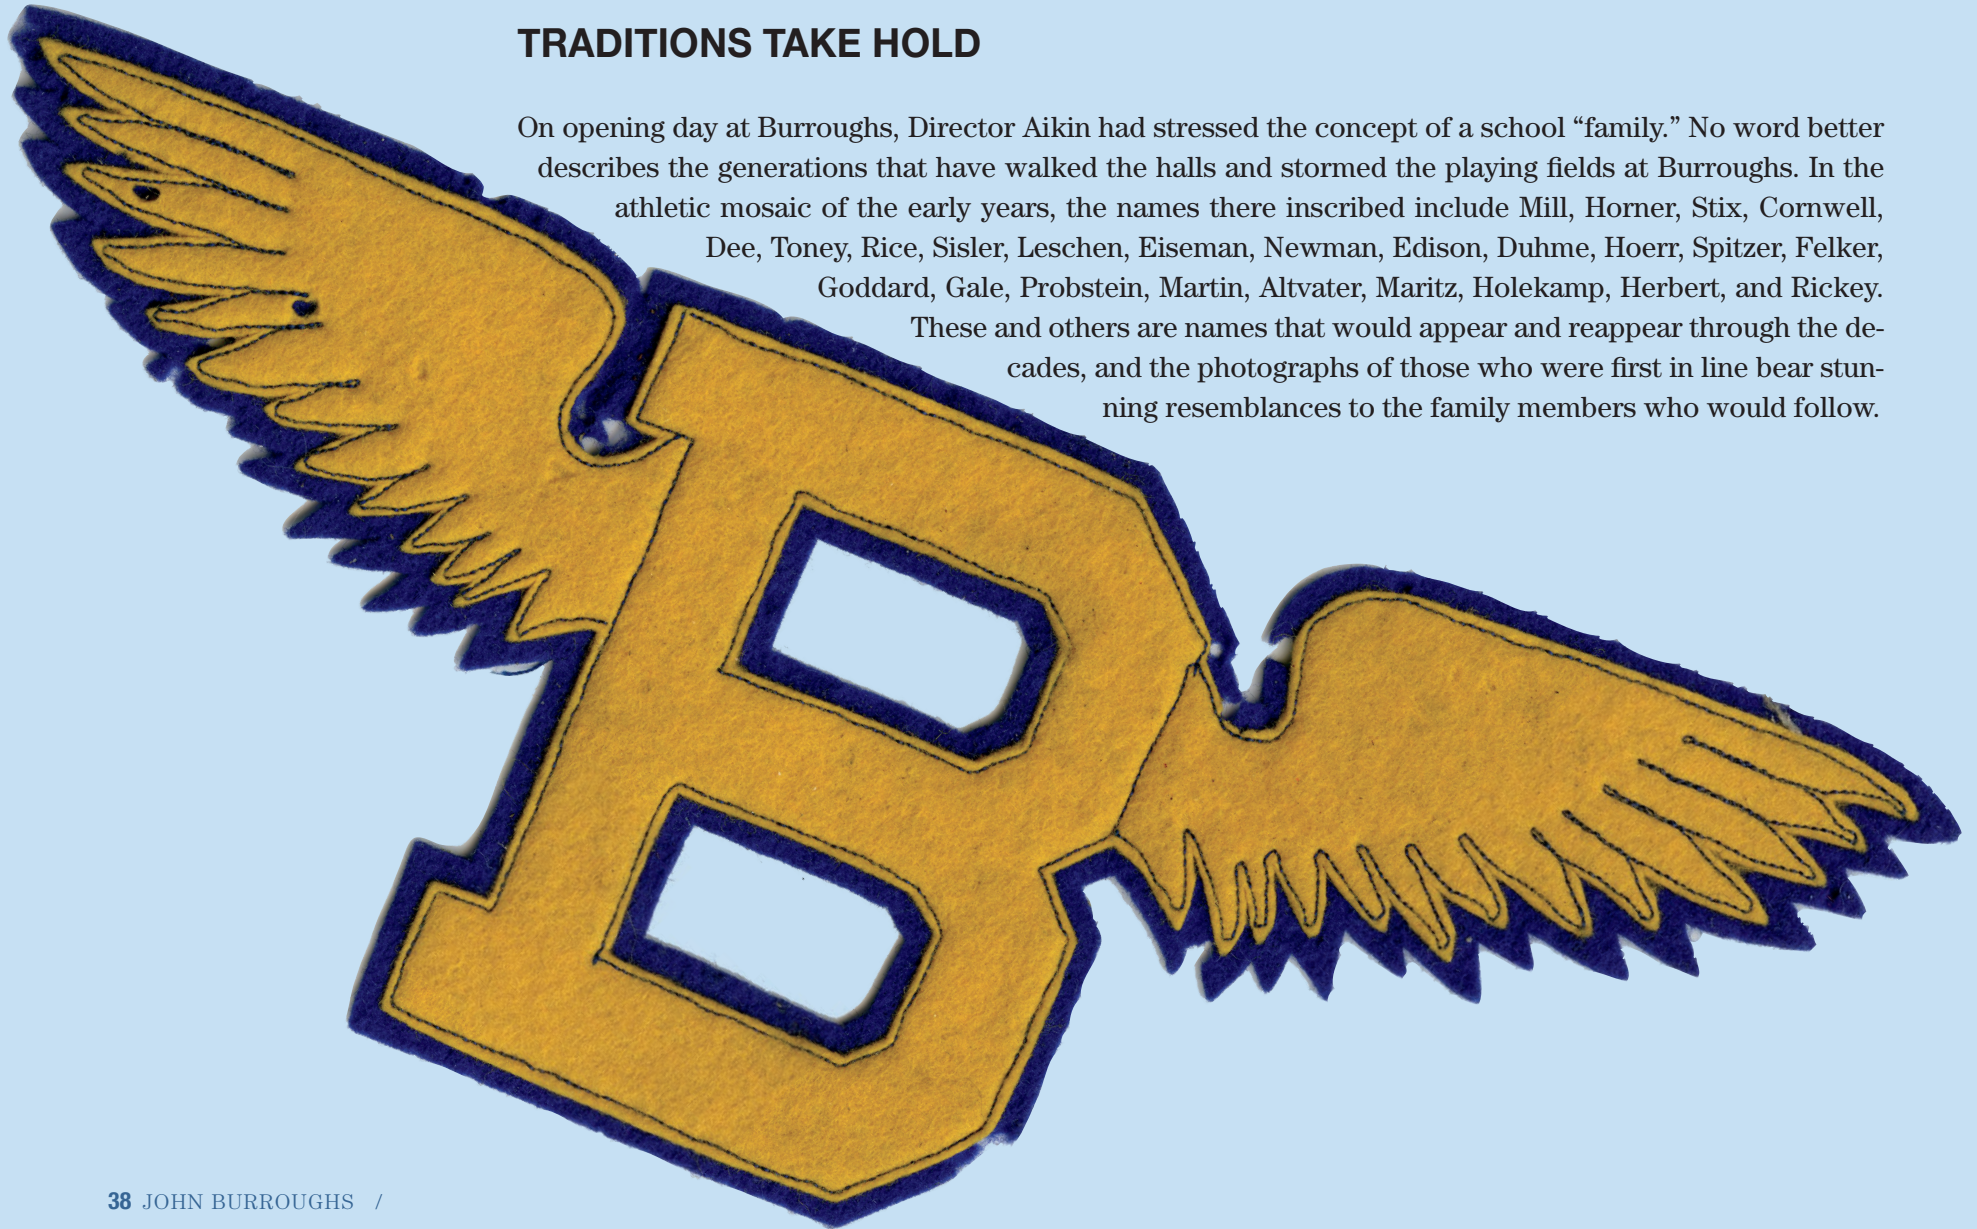 TRADITIONS TAKE HOLD
On opening day at Burroughs, Director Aikin had stressed the concept of a school “family.” No word better
describes the generations that have walked the halls and stormed the playing fields at Burroughs. In the
athletic mosaic of the early years, the names there inscribed include Mill, Horner, Stix, Cornwell,
Dee, Toney, Rice, Sisler, Leschen, Eiseman, Newman, Edison, Duhme, Hoerr, Spitzer, Felker,
Goddard, Gale, Probstein, Martin, Altvater, Maritz, Holekamp, Herbert, and Rickey.
These and others are names that would appear and reappear through the de-
cades, and the photographs of those who were first in line bear stun-
ning resemblances to the family members who would follow.
B
38 JOHN BURROUGHS /